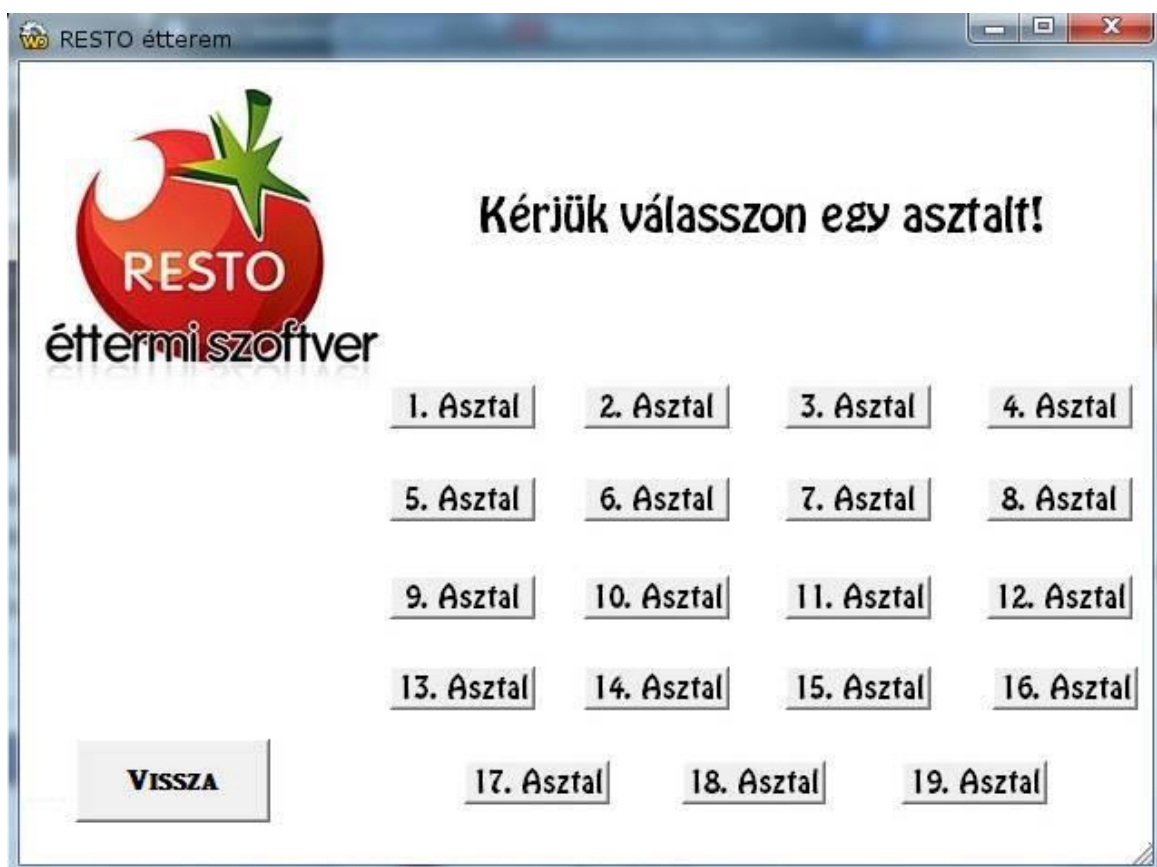 RESTO étterem
RESTO
éttermi szoftver
Kérjük válasszon egy asztalt!
1. Asztal 2. Asztal 3. Asztal 4. Asztal
5. Asztal 6. Asztal 7. Asztal 8. Asztal
9. Asztal 10. Asztal 11. Asztal 12. Asztal
13. Asztal 14. Asztal 15. Asztal 16. Asztal
VISSZA 17. Asztal 18. Asztal 19. Asztal